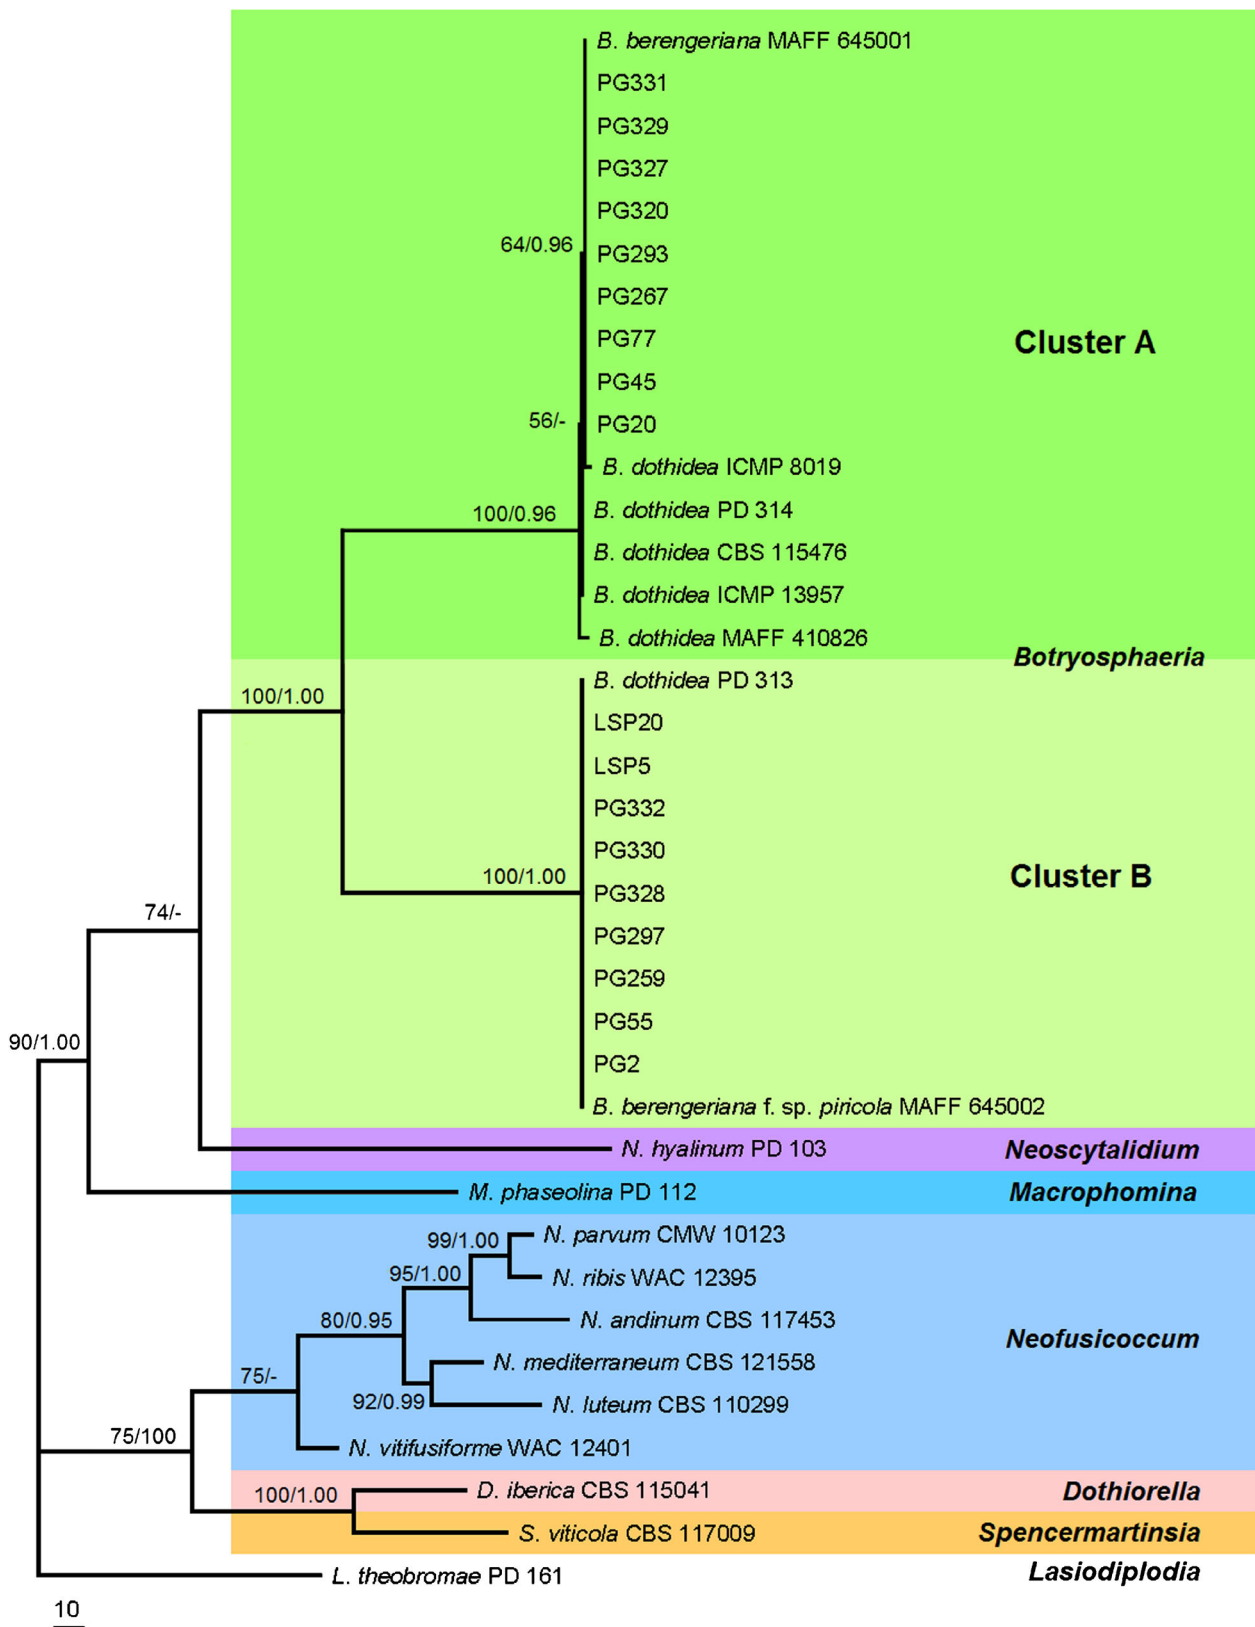 B. berengeriana MAFF 645001
PG331
PG329
PG327
PG320
64/0.96
PG293
PG267
PG77
Cluster A
PG45
56/-
PG20
B. dothidea ICMP 8019
100/0.96
B. dothidea PD 314
B. dothidea CBS 115476
B. dothidea ICMP 13957
B. dothidea MAFF 410826
Botryosphaeria
B. dothidea PD 313
100/1.00
LSP20
LSP5
PG332
PG330
100/1.00
Cluster B
PG328
74/-
PG297
PG259
PG55
90/1.00
PG2
B. berengeriana f. sp. piricola MAFF 645002
N. hyalinum PD 103
Neoscytalidium
M. phaseolina PD 112
Macrophomina
N. parvum CMW 10123
99/1.00
95/1.00
N. ribis WAC 12395
80/0.95
N. andinum CBS 117453
Neofusicoccum
N. mediterraneum CBS 121558
75/-
92/0.99
N. luteum CBS 110299
75/100
N. vitifusiforme WAC 12401
100/1.00
D. iberica CBS 115041
Dothiorella
S. viticola CBS 117009
Spencermartinsia
L. theobromae PD 161
Lasiodiplodia
10